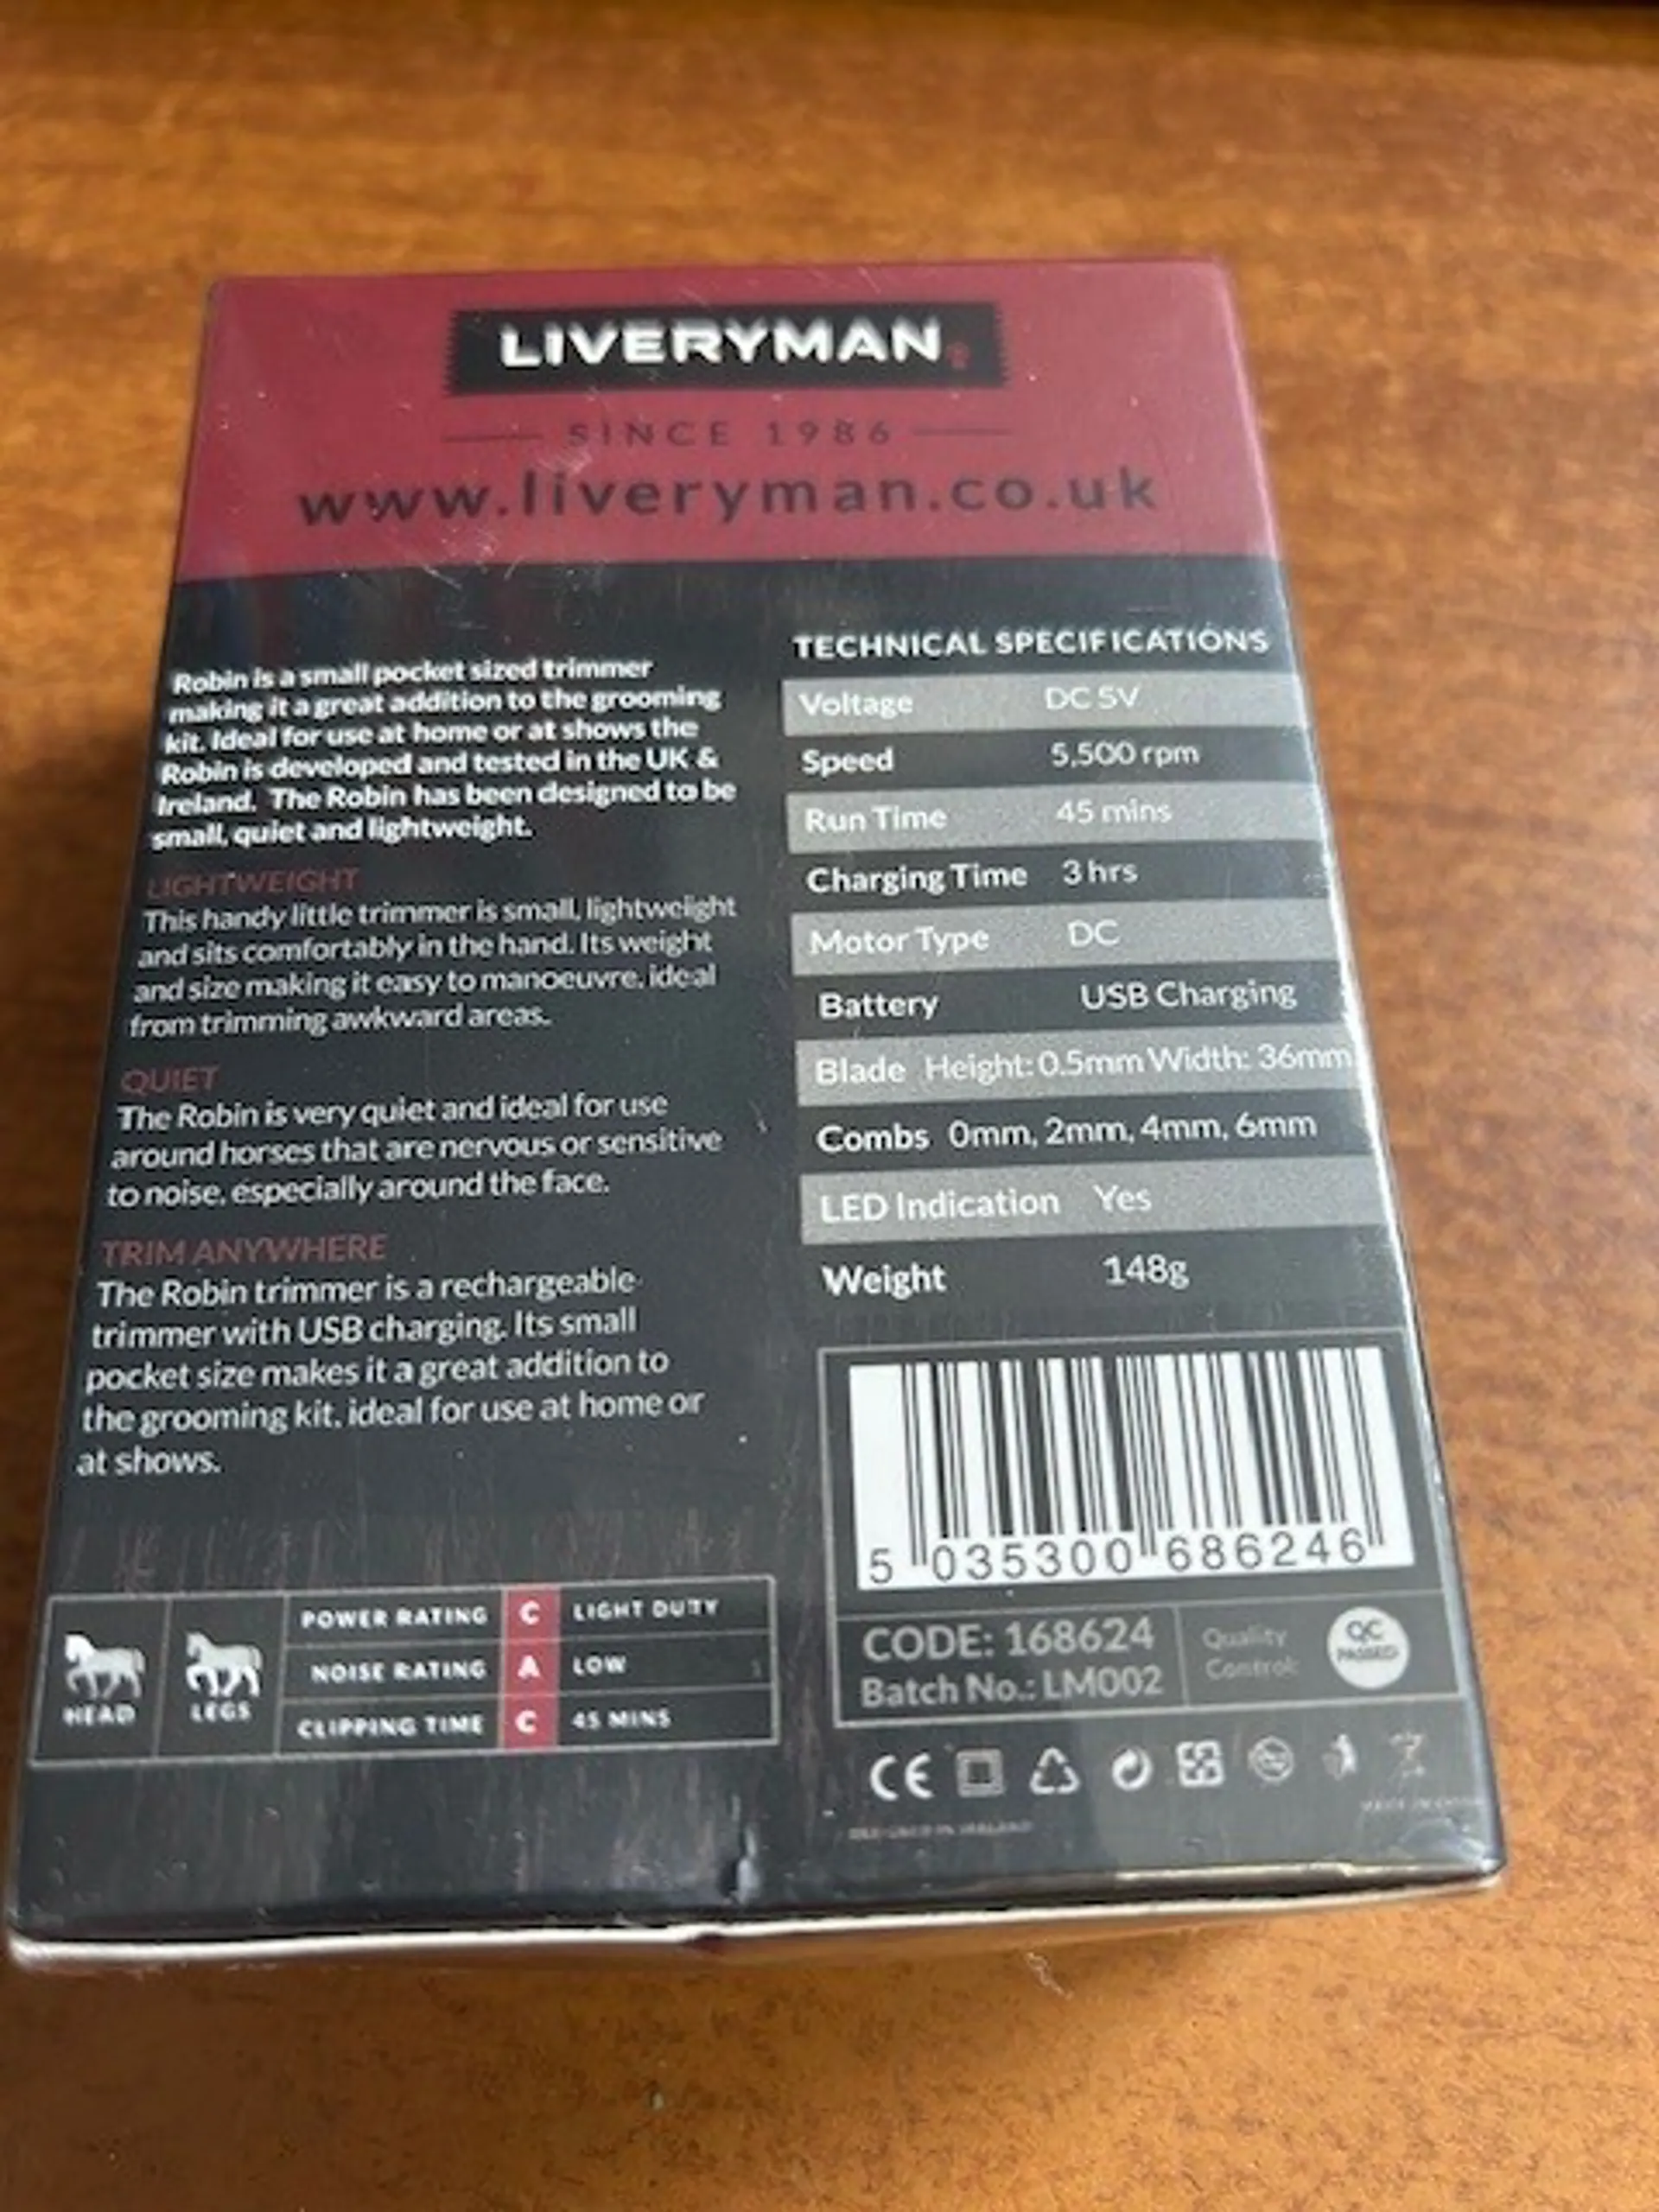 LIVERYMAN
SINCE 1986
www.liveryman.co.uk
Robin is a small pocket sized trimmer
making it a great addition to the grooming
kit. Ideal for use at home or at shows the
Robin is developed and tested in the UK &
Ireland. The Robin has been designed to be
small, quiet and lightweight.
LIGHTWEIGHT
This handy little trimmer is small, lightweight
and sits comfortably in the hand. Its weight
and size making it easy to manoeuvre, ideal
from trimming awkward areas.
QUIET
The Robin is very quiet and ideal for use
around horses that are nervous or sensitive
to noise, especially around the face.
TRIM ANYWHERE
The Robin trimmer is a rechargeable
trimmer with USB charging. Its small
pocket size makes it a great addition to
the grooming kit, ideal for use at home or
at shows.
HEAD
LEGS
POWER RATING C LIGHT DUTY
NOISE RATING A LOW
CLIPPING TIME C 45 MINS
TECHNICAL SPECIFICATIONS
Voltage DC 5V
Speed 5,500 rpm
Run Time 45 mins
Charging Time 3 hrs
Motor Type DC
Battery USB Charging
Blade Height: 0.5mm Width: 36mm
Combs 0mm, 2mm, 4mm, 6mm
LED Indication Yes
Weight 148g
5 035300 686246
CODE: 168624
Batch No.: LM002
Quality
Control:
QC
PASSED
CE
DESIGNED IN IRELAND